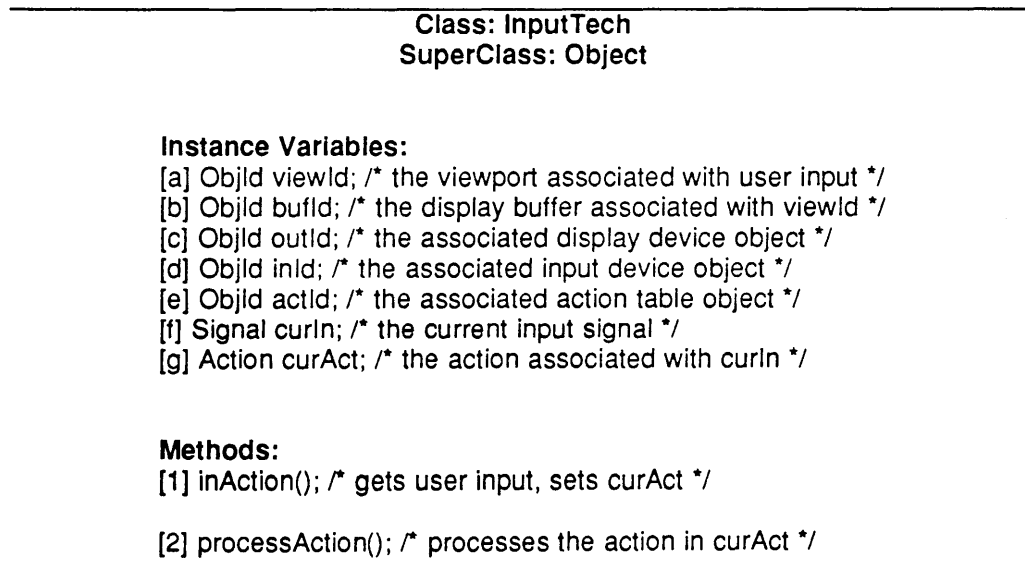 Class: InputTech
SuperClass: Object
Instance Variables:
[a] ObjId viewId; /* the viewport associated with user input */
[b] ObjId bufId; /* the display buffer associated with viewId */
[c] ObjId outId; /* the associated display device object */
[d] ObjId inId; /* the associated input device object */
[e] ObjId actId; /* the associated action table object */
[f] Signal curIn; /* the current input signal */
[g] Action curAct; /* the action associated with curIn */
Methods:
[1] inAction(); /* gets user input, sets curAct */
[2] processAction(); /* processes the action in curAct */